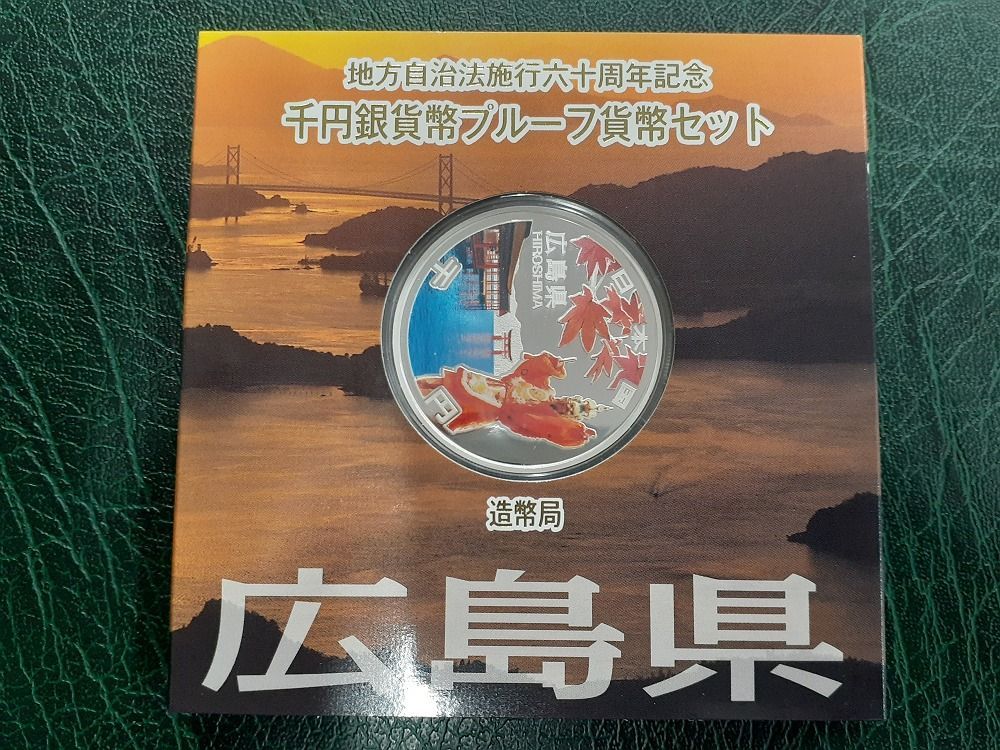 地方自治法施行六十周年記念
千円銀貨幣プルーフ貨幣セット
日本国
広島県
HIROSHIMA
千円
造幣局
広島県